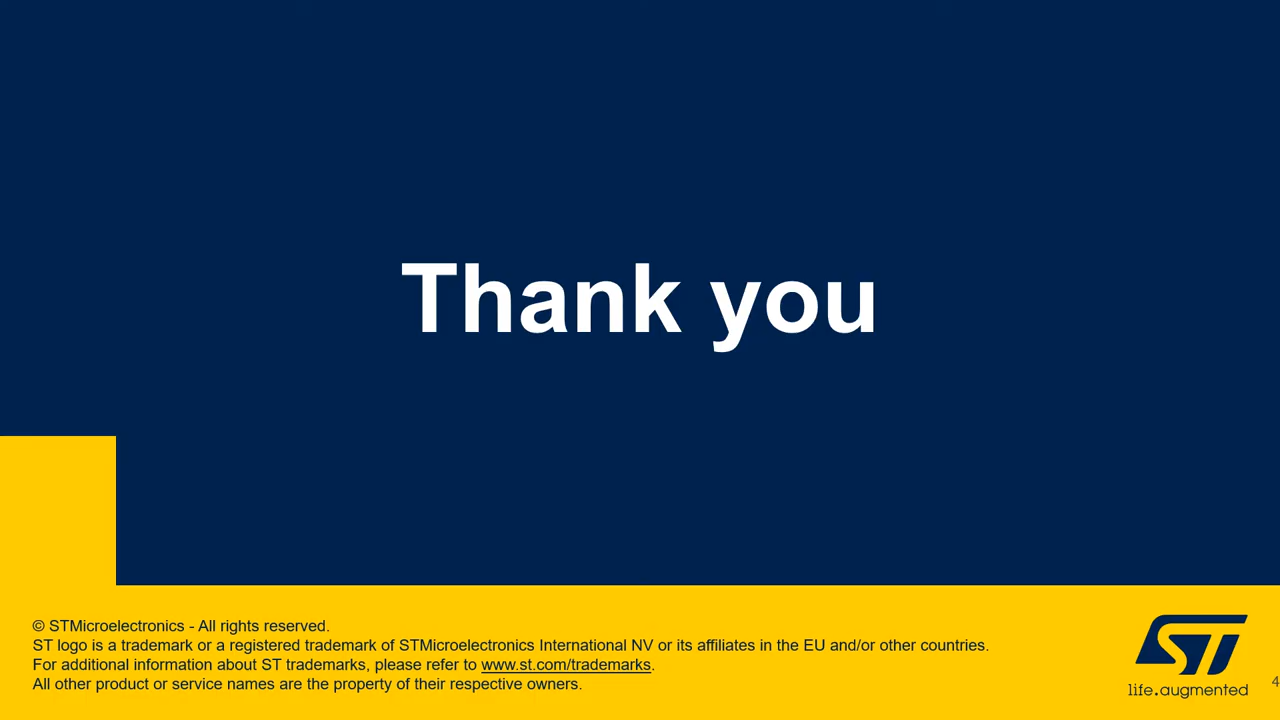 Thank you
© STMicroelectronics - All rights reserved.
ST logo is a trademark or a registered trademark of STMicroelectronics International NV or its affiliates in the EU and/or other countries.
For additional information about ST trademarks, please refer to www.st.com/trademarks.
All other product or service names are the property of their respective owners.
ST
life.augmented
4